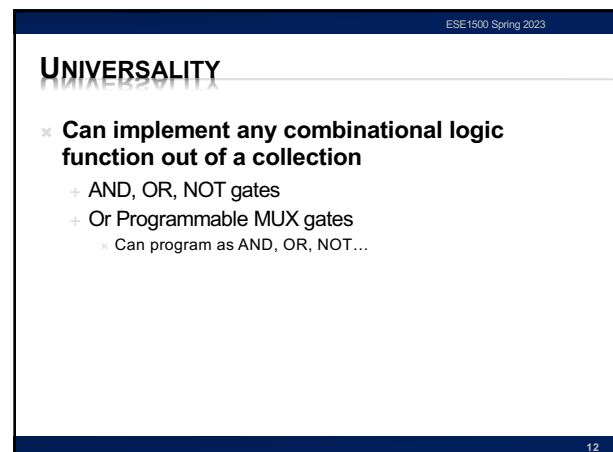 ESE1500 Spring 2023
UNIVERSALITY
× Can implement any combinational logic
function out of a collection
+ AND, OR, NOT gates
+ Or Programmable MUX gates
× Can program as AND, OR, NOT…
12